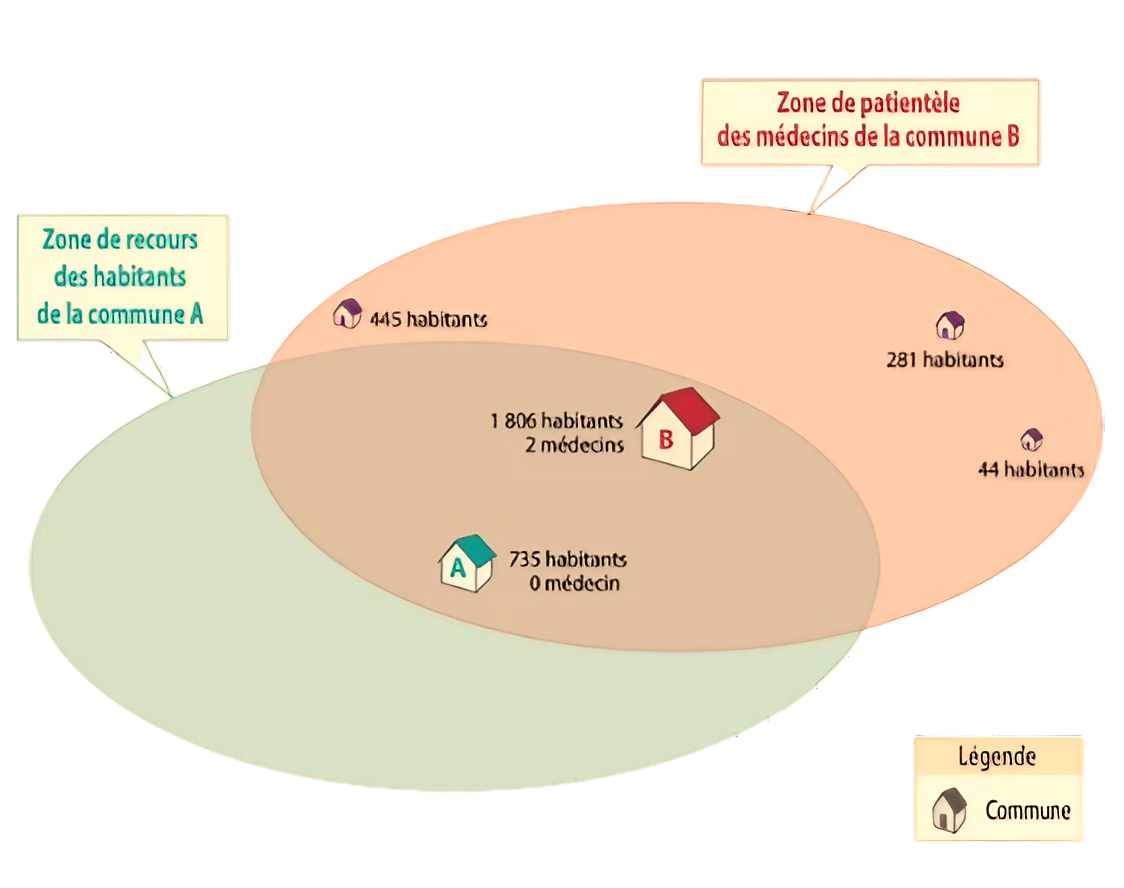 Zone de patientèle
des médecins de la commune B
Zone de recours
des habitants
de la commune A
445 habitants
281 habitants
1 806 habitants
2 médecins
B
44 habitants
A
735 habitants
0 médecin
Légende
Commune